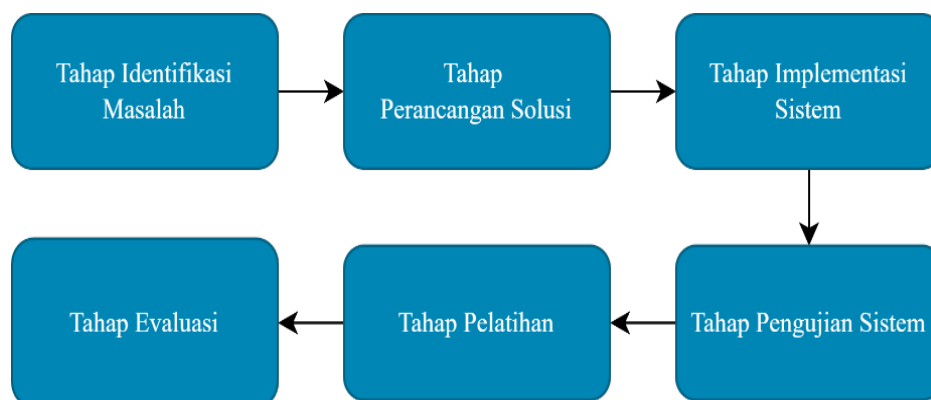 Tahap Identifikasi
Masalah
Tahap
Perancangan Solusi
Tahap Implementasi
Sistem
Tahap Evaluasi
Tahap Pelatihan
Tahap Pengujian Sistem